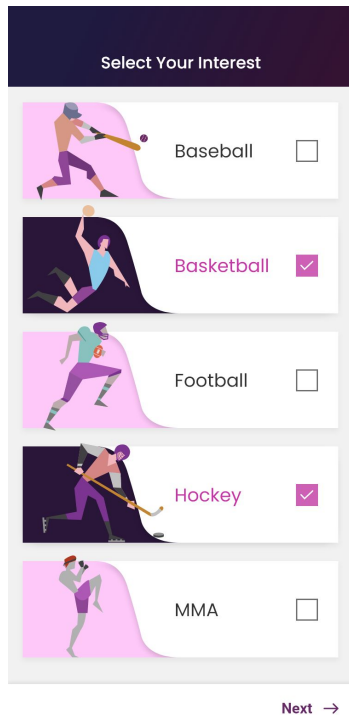 Select Your Interest
Baseball
Basketball
Football
Hockey
MMA
Next →